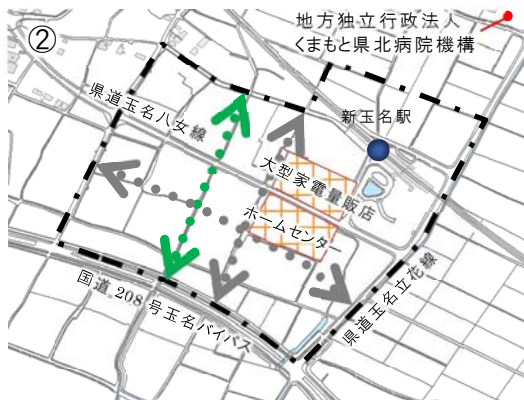 ②
地方独立行政法人
くまもと県北病院機構
県道玉名八女線
新玉名駅
大型家電量販店
ホームセンター
国道208号玉名バイパス
県道玉名立花線